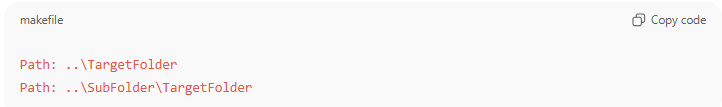 makefile
Copy code
Path: ..\TargetFolder
Path: ..\SubFolder\TargetFolder